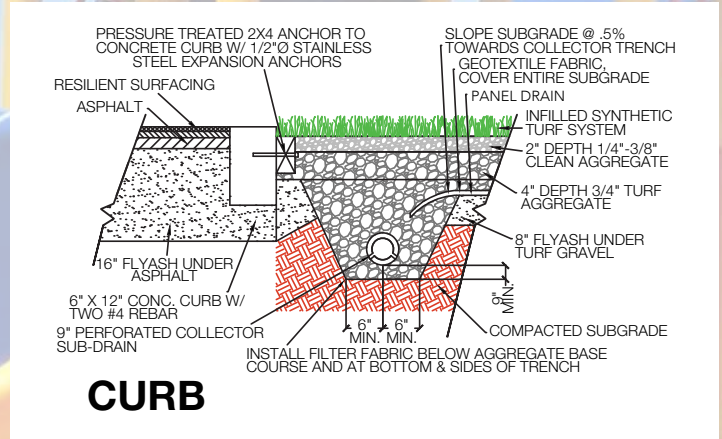 PRESSURE TREATED 2X4 ANCHOR TO
CONCRETE CURB W/ 1/2"Ø STAINLESS
STEEL EXPANSION ANCHORS
RESILIENT SURFACING
ASPHALT
SLOPE SUBGRADE @ .5%
TOWARDS COLLECTOR TRENCH
GEOTEXTILE FABRIC,
COVER ENTIRE SUBGRADE
PANEL DRAIN
INFILLED SYNTHETIC
TURF SYSTEM
2" DEPTH 1/4"-3/8"
CLEAN AGGREGATE
4" DEPTH 3/4" TURF
AGGREGATE
8" FLYASH UNDER
TURF GRAVEL
16" FLYASH UNDER
ASPHALT
6" X 12" CONC. CURB W/
TWO #4 REBAR
9" PERFORATED COLLECTOR
SUB-DRAIN
6" 6"
MIN. MIN.
9"
MIN.
COMPACTED SUBGRADE
INSTALL FILTER FABRIC BELOW AGGREGATE BASE
COURSE AND AT BOTTOM & SIDES OF TRENCH
CURB